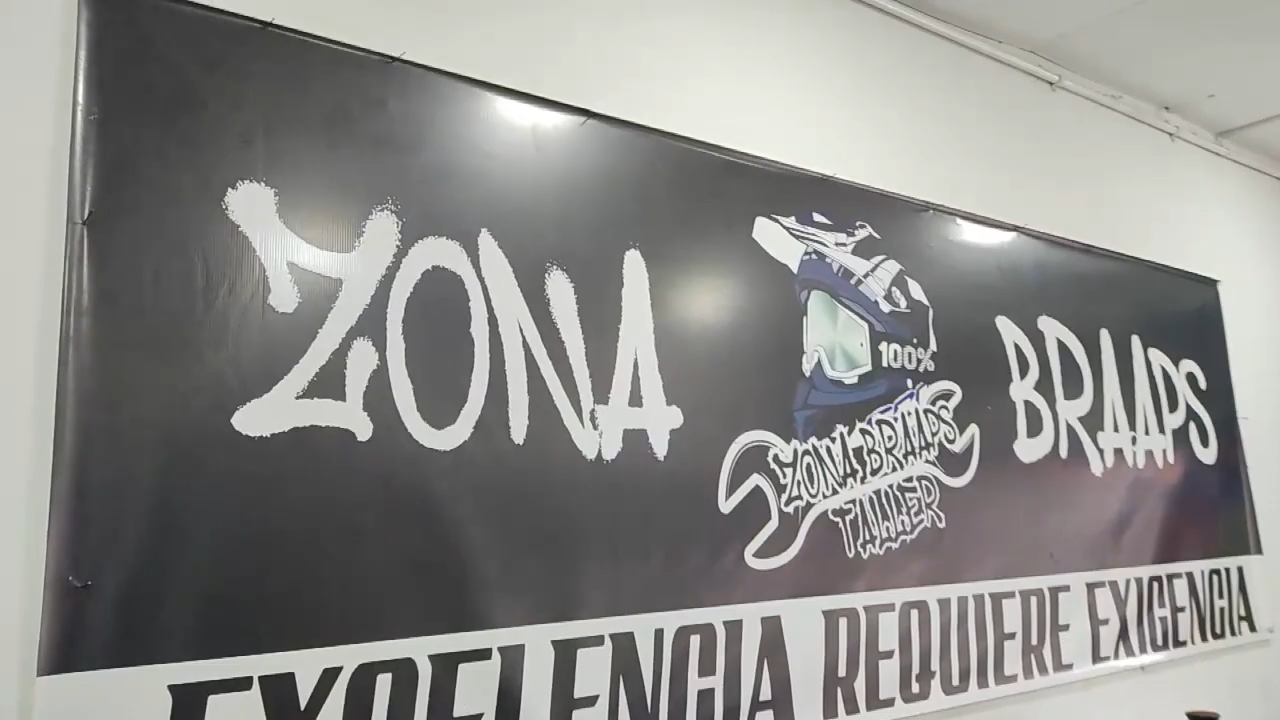 ZONA BRAAPS
100%
ZONA BRAAPS
TALLER
EXCELENCIA REQUIERE EXIGENCIA